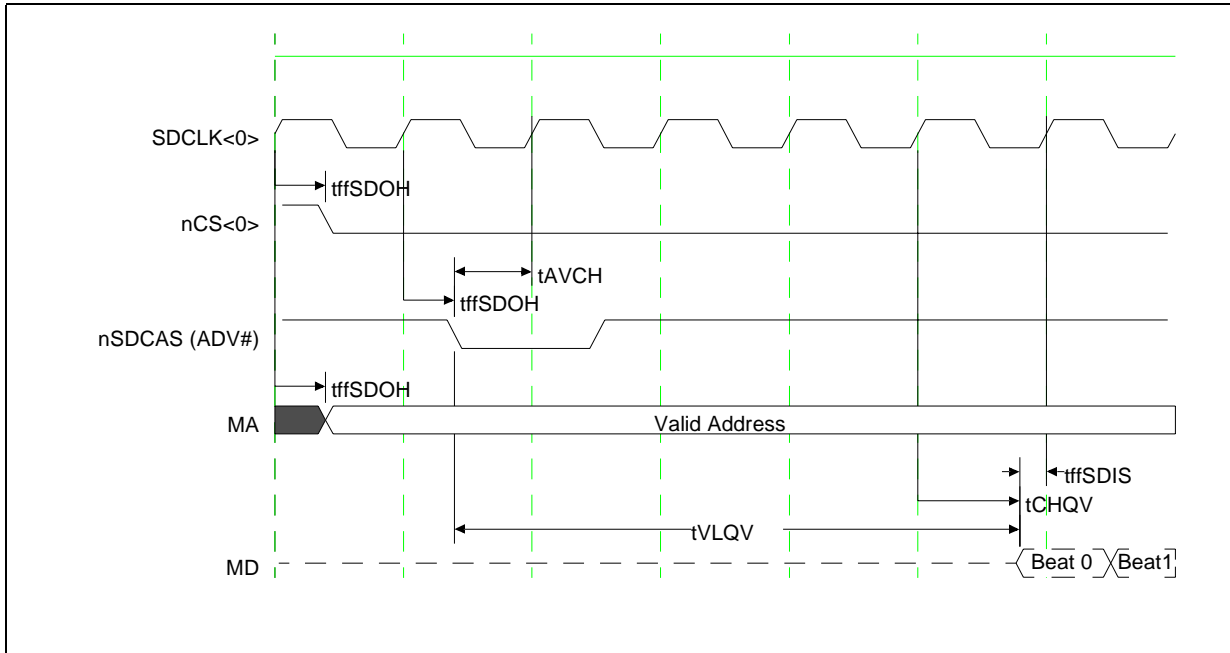 SDCLK<0>
tffSDOH
nCS<0>
tAVCH
tffSDOH
nSDCAS (ADV#)
tffSDOH
MA
Valid Address
tffSDIS
tCHQV
tVLQV
MD
Beat 0
Beat1